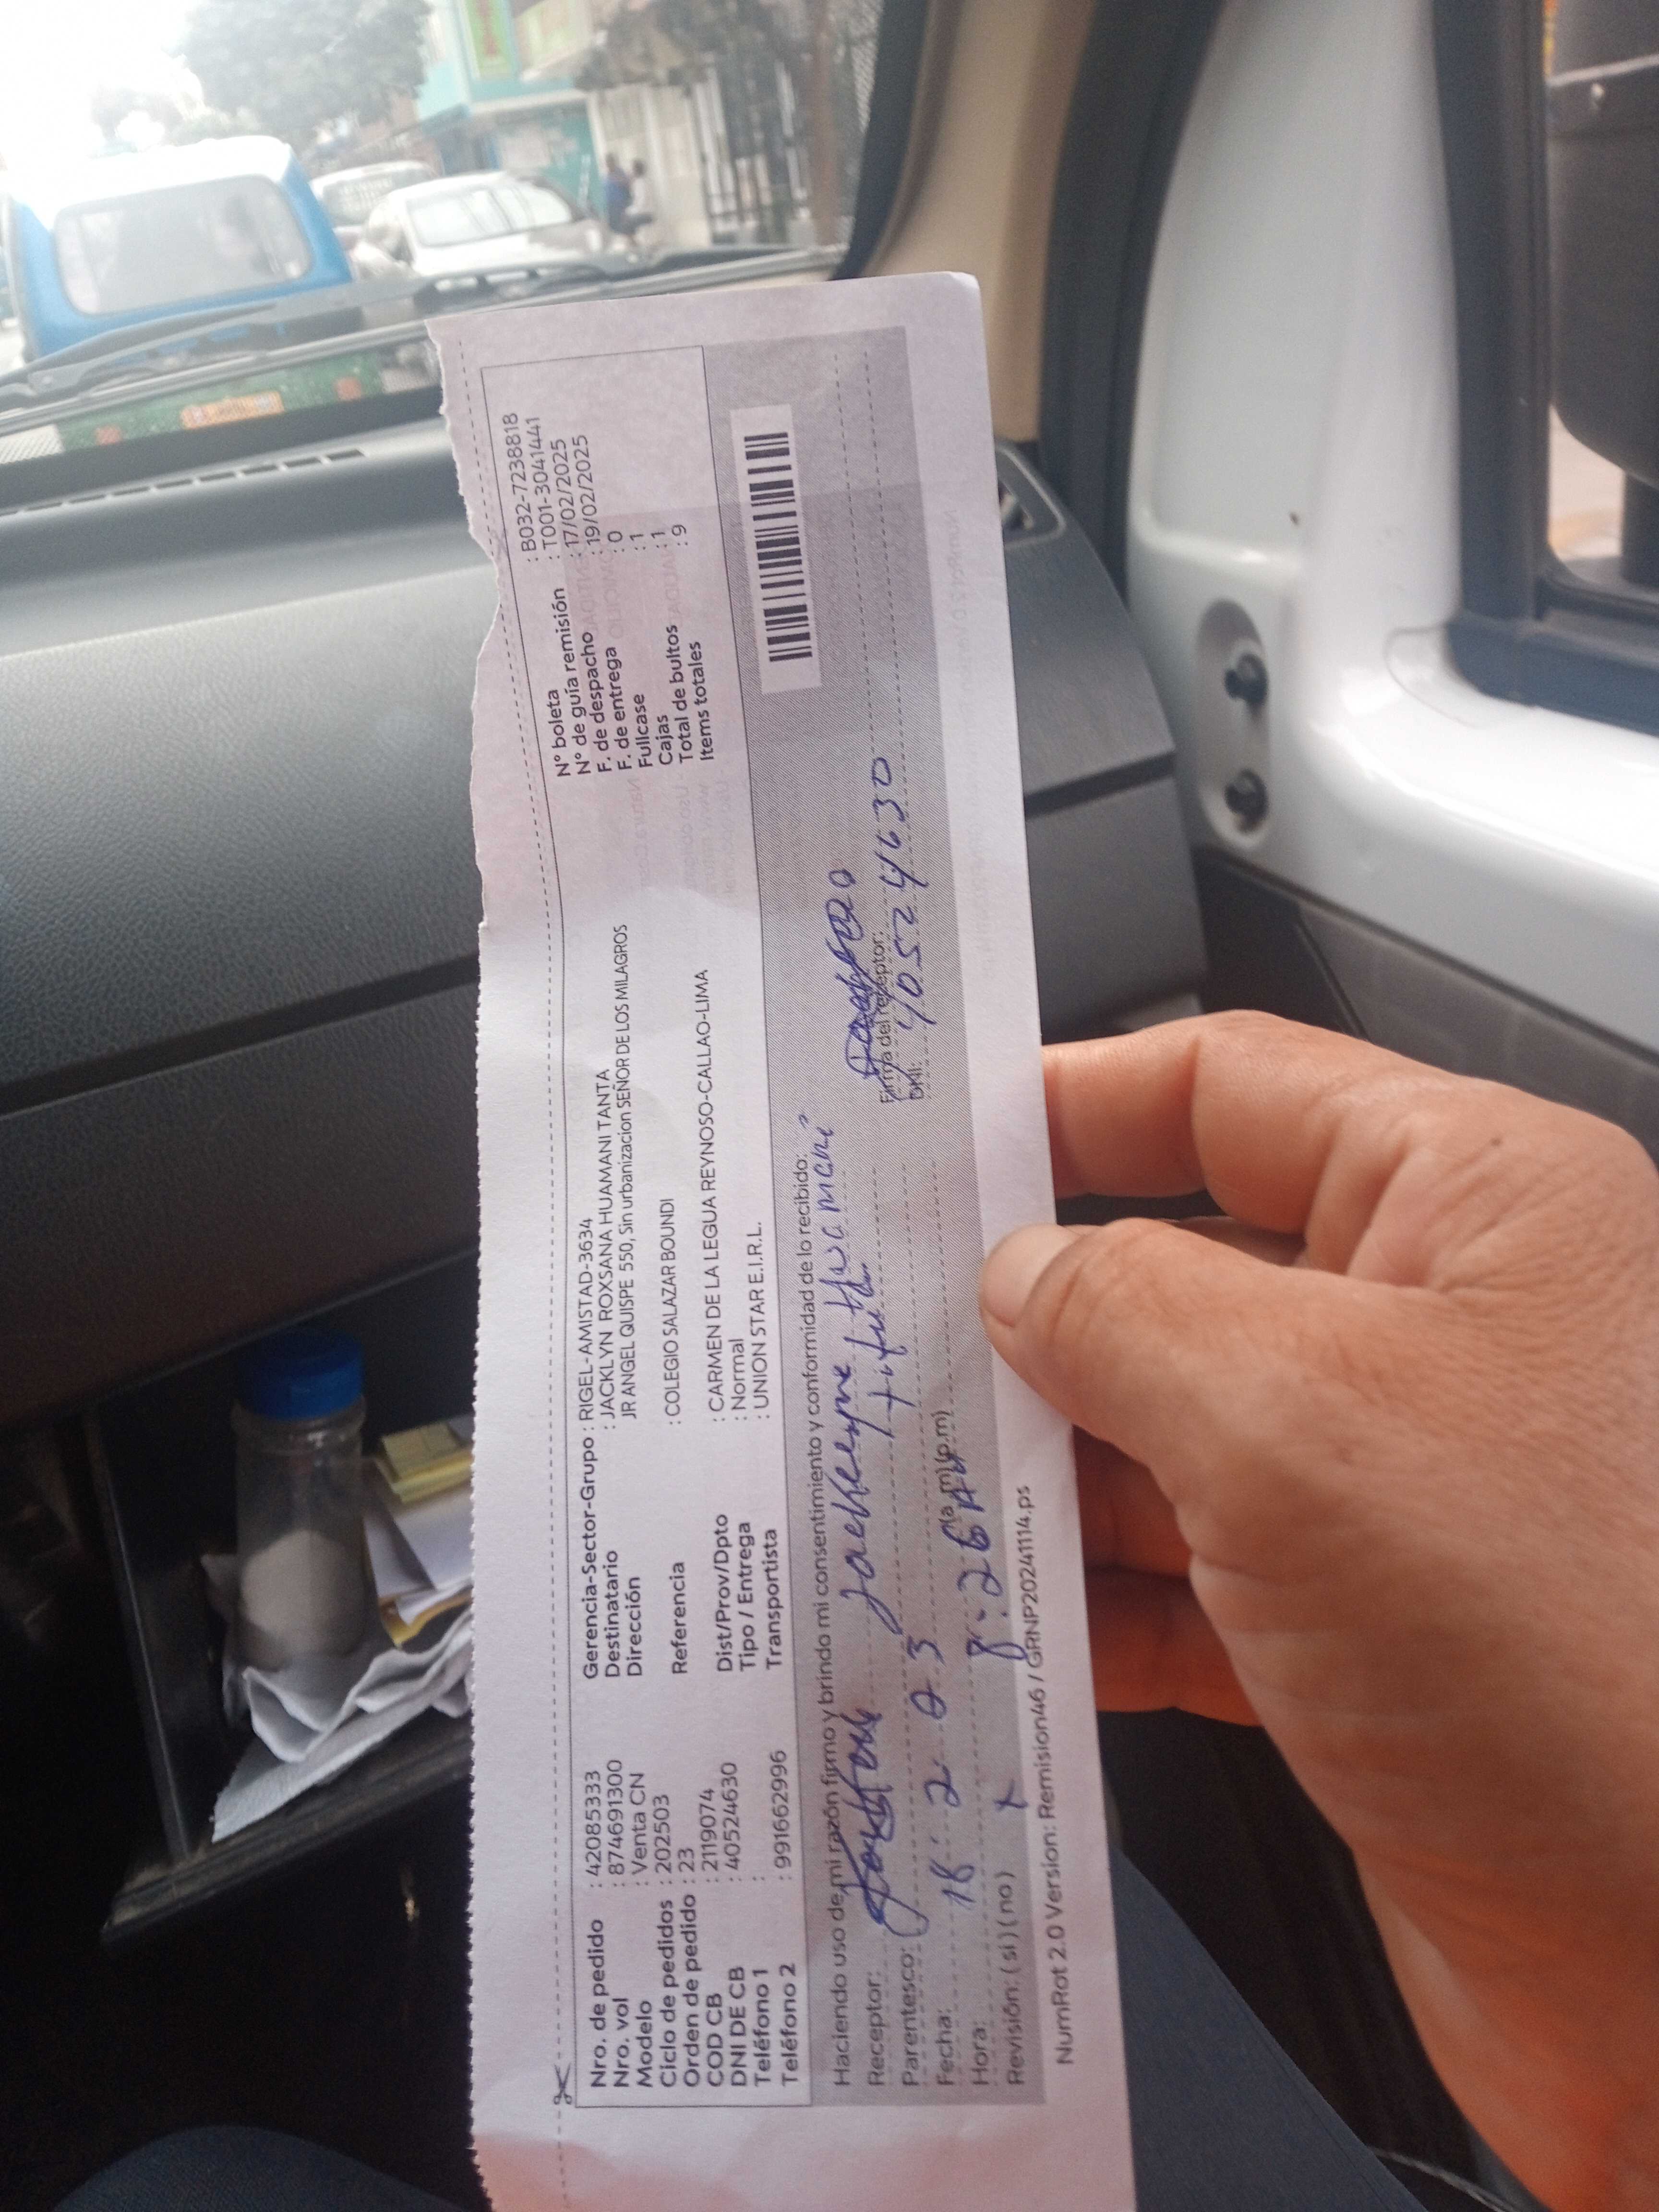 Nro. de pedido : 42085333
Nro. vol : 87469 1300
Modelo : Venta CN
Ciclo de pedidos : 202503
Orden de pedido : 23
COD CB : 2119074
DNI DE CB : 40524630
Teléfono 1 :
Teléfono 2 : 991662996
Gerencia-Sector-Grupo : RIGEL-AMISTAD-3634
Destinatario : JACKLYN ROXSANA HUAMANI TANTA
Dirección JR ANGEL QUISPE 550, Sin urbanizacion SEÑOR DE LOS MILAGROS
Referencia : COLEGIO SALAZAR BOUNDI
Dist/Prov/Dpto : CARMEN DE LA LEGUA REYNOSO-CALLAO-LIMA
Tipo / Entrega : Normal
Transportista : UNION STAR E.I.R.L.
N° boleta : B032-7238818
N° de guía remisión : T001-3041441
F. de despacho : 17/02/2025
F. de entrega : 19/02/2025
Fullcase : 0
Cajas : 1
Total de bultos : 1
Items totales : 9
Haciendo uso de mi razón firmo y brindo mi consentimiento y conformidad de lo recibido:
Receptor: Huamani
Parentesco:
Firma del receptor:
Fecha: 18 2
DNI: 40524630
Hora: 8:26 AM (a.m) (p.m)
Revisión: (si) (no) x
NumRot 2.0 Version: Remision46 / GRNP20241114.ps